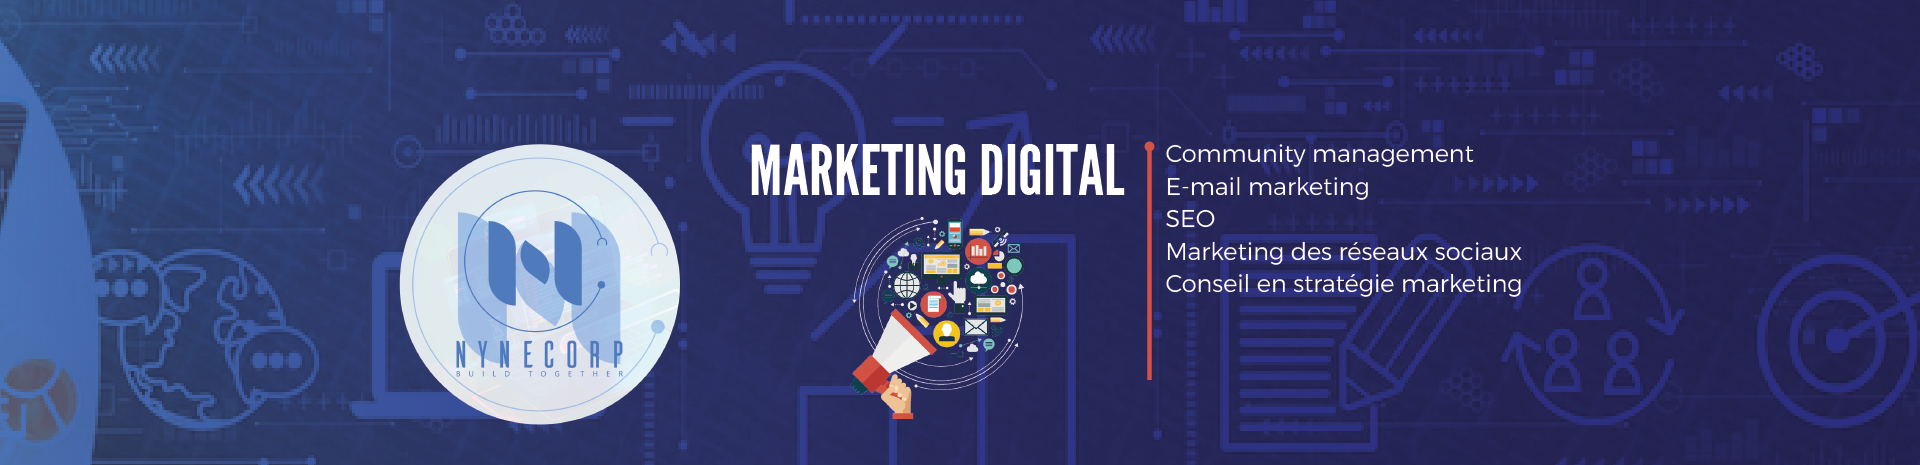 NYNECORP
BUILD TOGETHER
MARKETING DIGITAL
Community management
E-mail marketing
SEO
Marketing des réseaux sociaux
Conseil en stratégie marketing